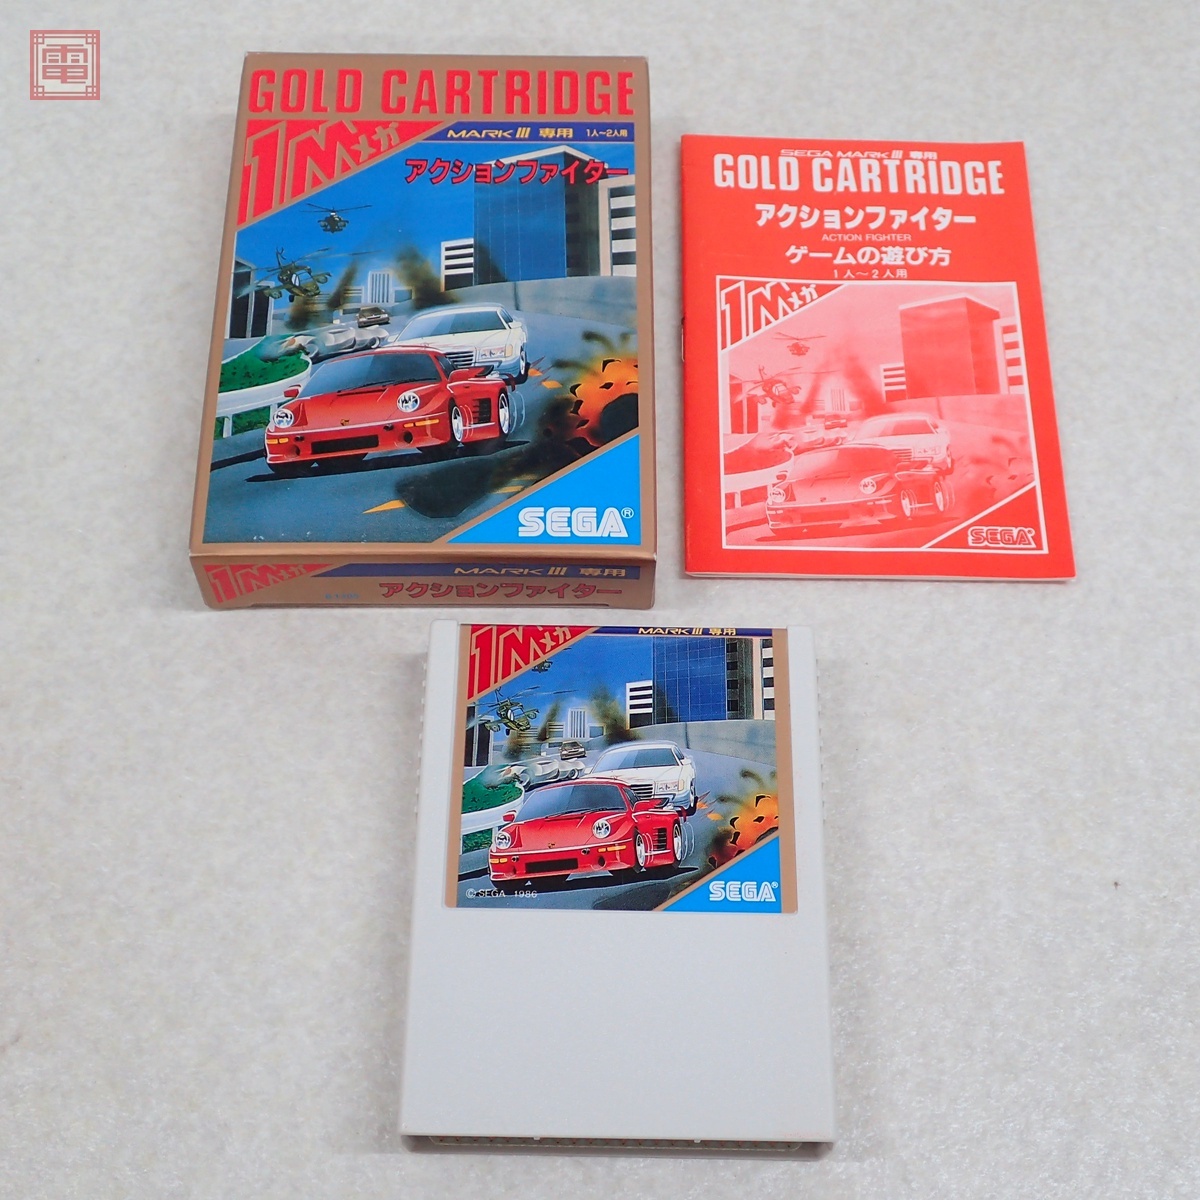 電
GOLD CARTRIDGE
1Mメガ
MARK III 専用 1人〜2人用
アクションファイター
SEGA®
1Mメガ
MARK III 専用
アクションファイター
SEGA MARK III 専用
GOLD CARTRIDGE
アクションファイター
ACTION FIGHTER
ゲームの遊び方
1人〜2人用
1Mメガ
SEGA®
1Mメガ
MARK III 専用
© SEGA 1986
SEGA®